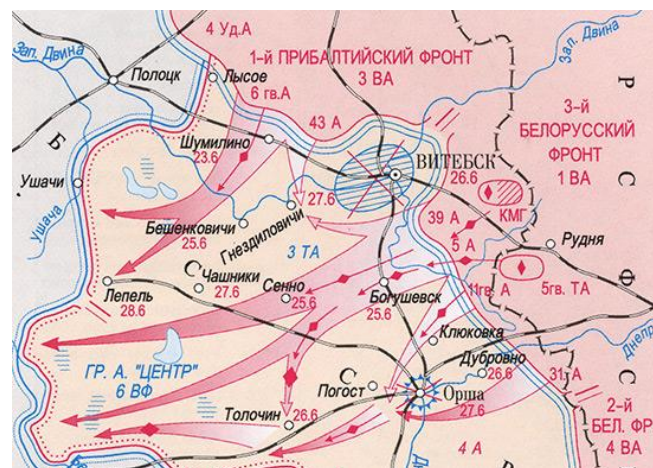 4 Уд.А
Зап. Двина
1-й ПРИБАЛТИЙСКИЙ ФРОНТ
3 ВА
Зап. Двина
Полоцк
Лысое
6 гв.А
Р
3-й
БЕЛОРУССКИЙ
ФРОНТ
1 ВА
43 А
Б
Шумилино
23.6
ВИТЕБСК
26.6
С
Ушачи
Ушача
27.6
КМГ
39 А
Бешенковичи
25.6
Гнездиловичи
3 ТА
5 А
Рудня
Ф
С
Чашники
27.6
Сенно
25.6
Богушевск
25.6
11гв. А
5гв. ТА
Лепель
28.6
Клюковка
Днепр
ГР. А. "ЦЕНТР"
6 ВФ
Дубровно
26.6
31 А
С
Погост
С
Орша
27.6
2-й
БЕЛ. ФР
4 ВА
Толочин
26.6
4 А